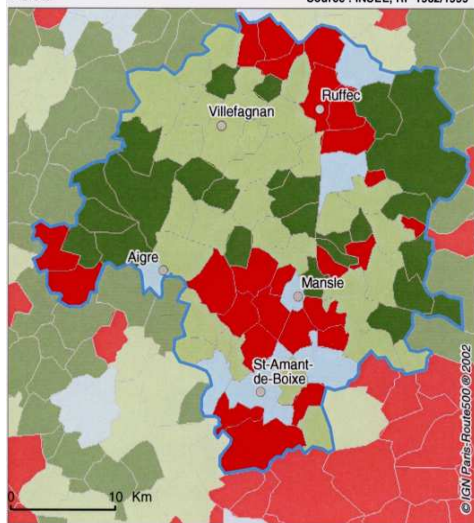 Source : INSEE, RP 1962/1999
Ruffec
Villefagnan
Aigre
Mansle
St-Amant-
de-Boixe
0 10 Km
© IGN Paris-Route500 ® 2002